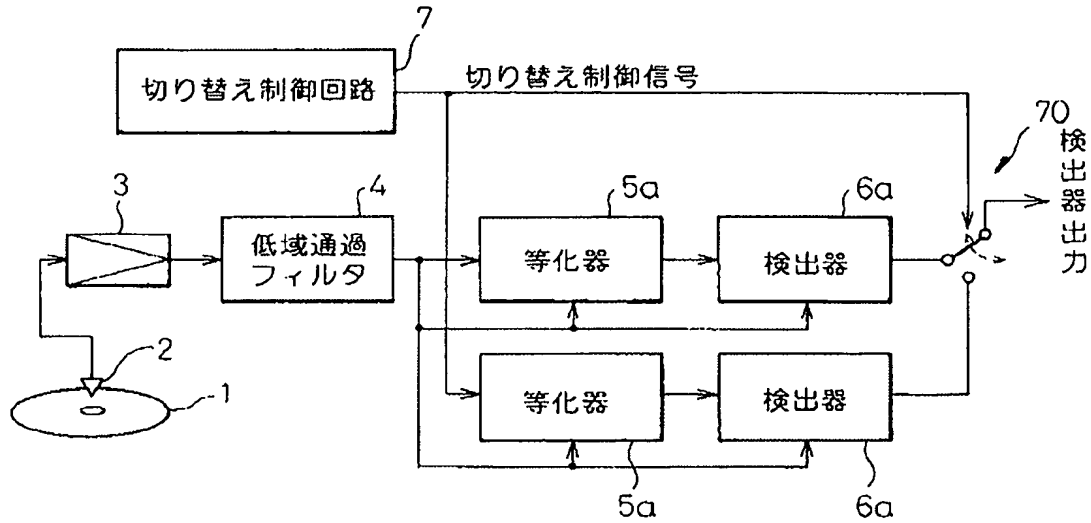 7
切り替え制御回路
切り替え制御信号
70
検出器出力
3
4
5a
6a
低域通過
フィルタ
等化器
検出器
2
1
等化器
検出器
5a
6a